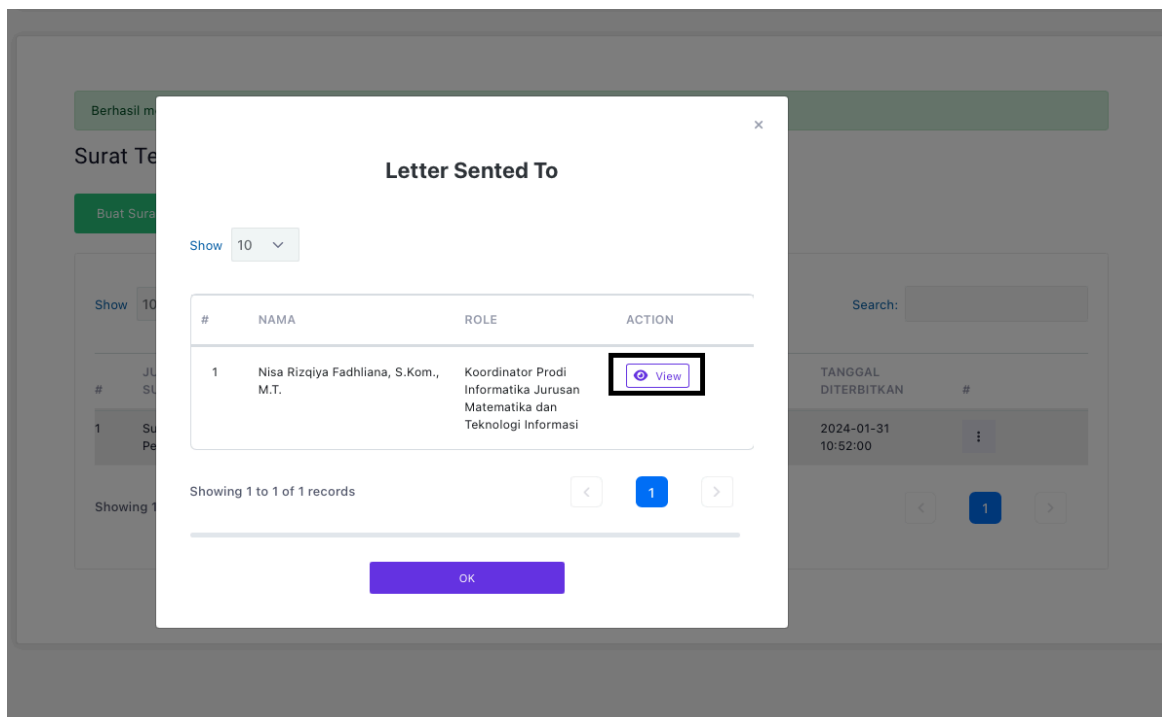 Berhasil m
×
Surat Te
Letter Sented To
Buat Sura
Show 10
Show 10
Search:
# NAMA ROLE ACTION
1 Nisa Rizqiya Fadhliana, S.Kom., M.T.
Koordinator Prodi
Informatika Jurusan
Matematika dan
Teknologi Informasi
View
# JU
SU
TANGGAL
DITERBITKAN
#
1 Su
Pe
2024-01-31
10:52:00
Showing 1 to 1 of 1 records
< 1 >
Showing 1
< 1 >
OK